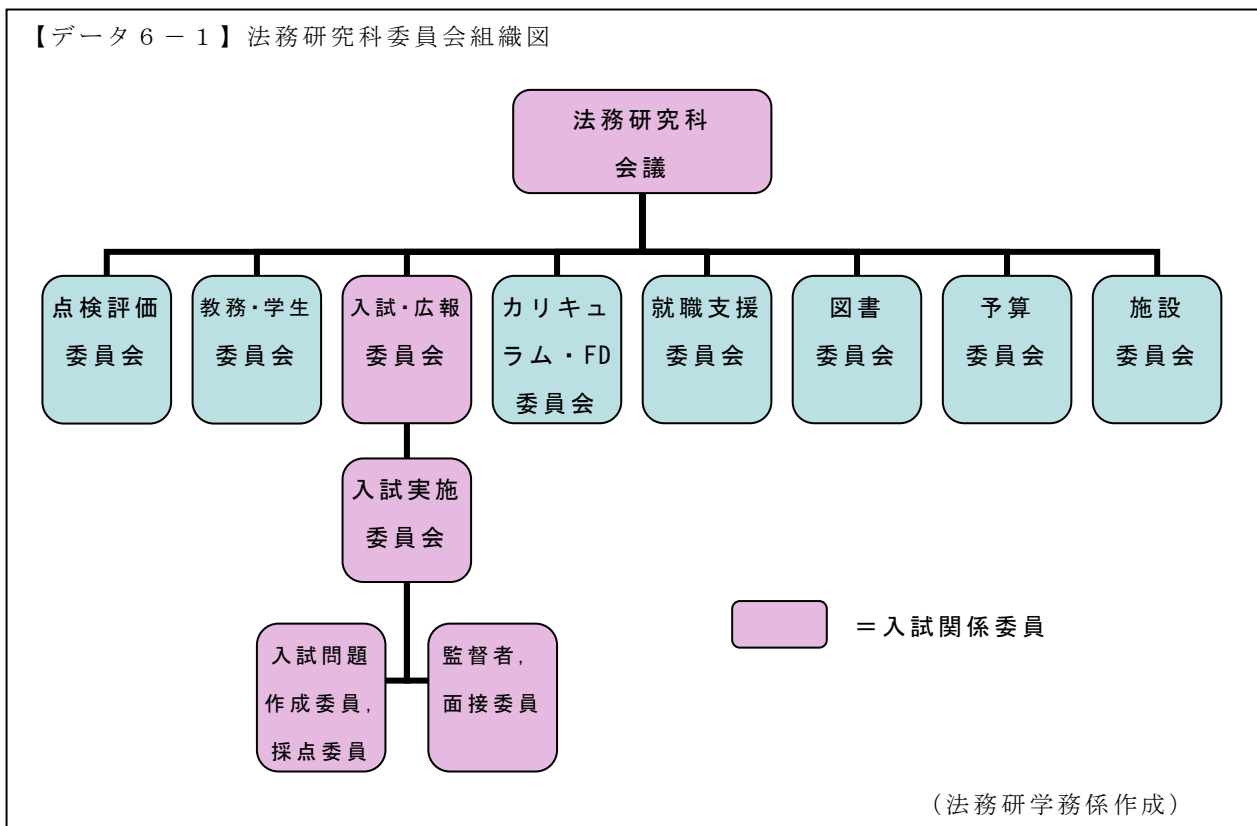 【データ６－１】法務研究科委員会組織図
法務研究科
会議
点検評価
委員会
教務・学生
委員会
入試・広報
委員会
カリキュ
ラム・FD
委員会
就職支援
委員会
図書
委員会
予算
委員会
施設
委員会
入試実施
委員会
入試問題
作成委員，
採点委員
監督者，
面接委員
＝入試関係委員
（法務研学務係作成）